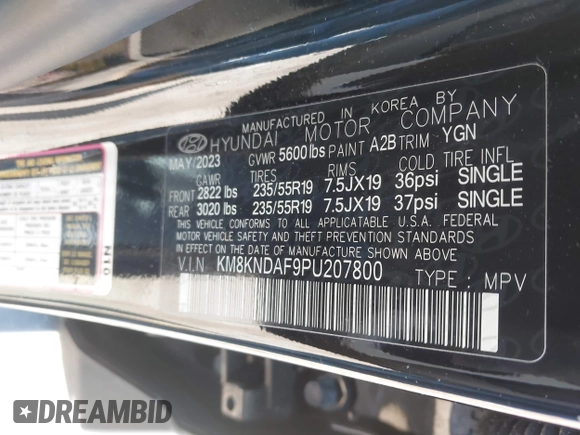 MANUFACTURED IN KOREA BY
HYUNDAI MOTOR COMPANY
MAY/2023 GVWR 5600lbs PAINT A2B TRIM YGN
GAWR TIRES RIMS COLD TIRE INFL
FRONT 2822 lbs 235/55R19 7.5JX19 36psi SINGLE
REAR 3020 lbs 235/55R19 7.5JX19 37psi SINGLE
THIS VEHICLE CONFORMS TO ALL APPLICABLE U.S.A. FEDERAL
MOTOR VEHICLE SAFETY AND THEFT PREVENTION
STANDARDS IN EFFECT ON THE DATE OF MANUFACTURE SHOWN ABOVE
V.I.N KM8KNDAF9PU207800
TYPE : MPV
DREAMBID